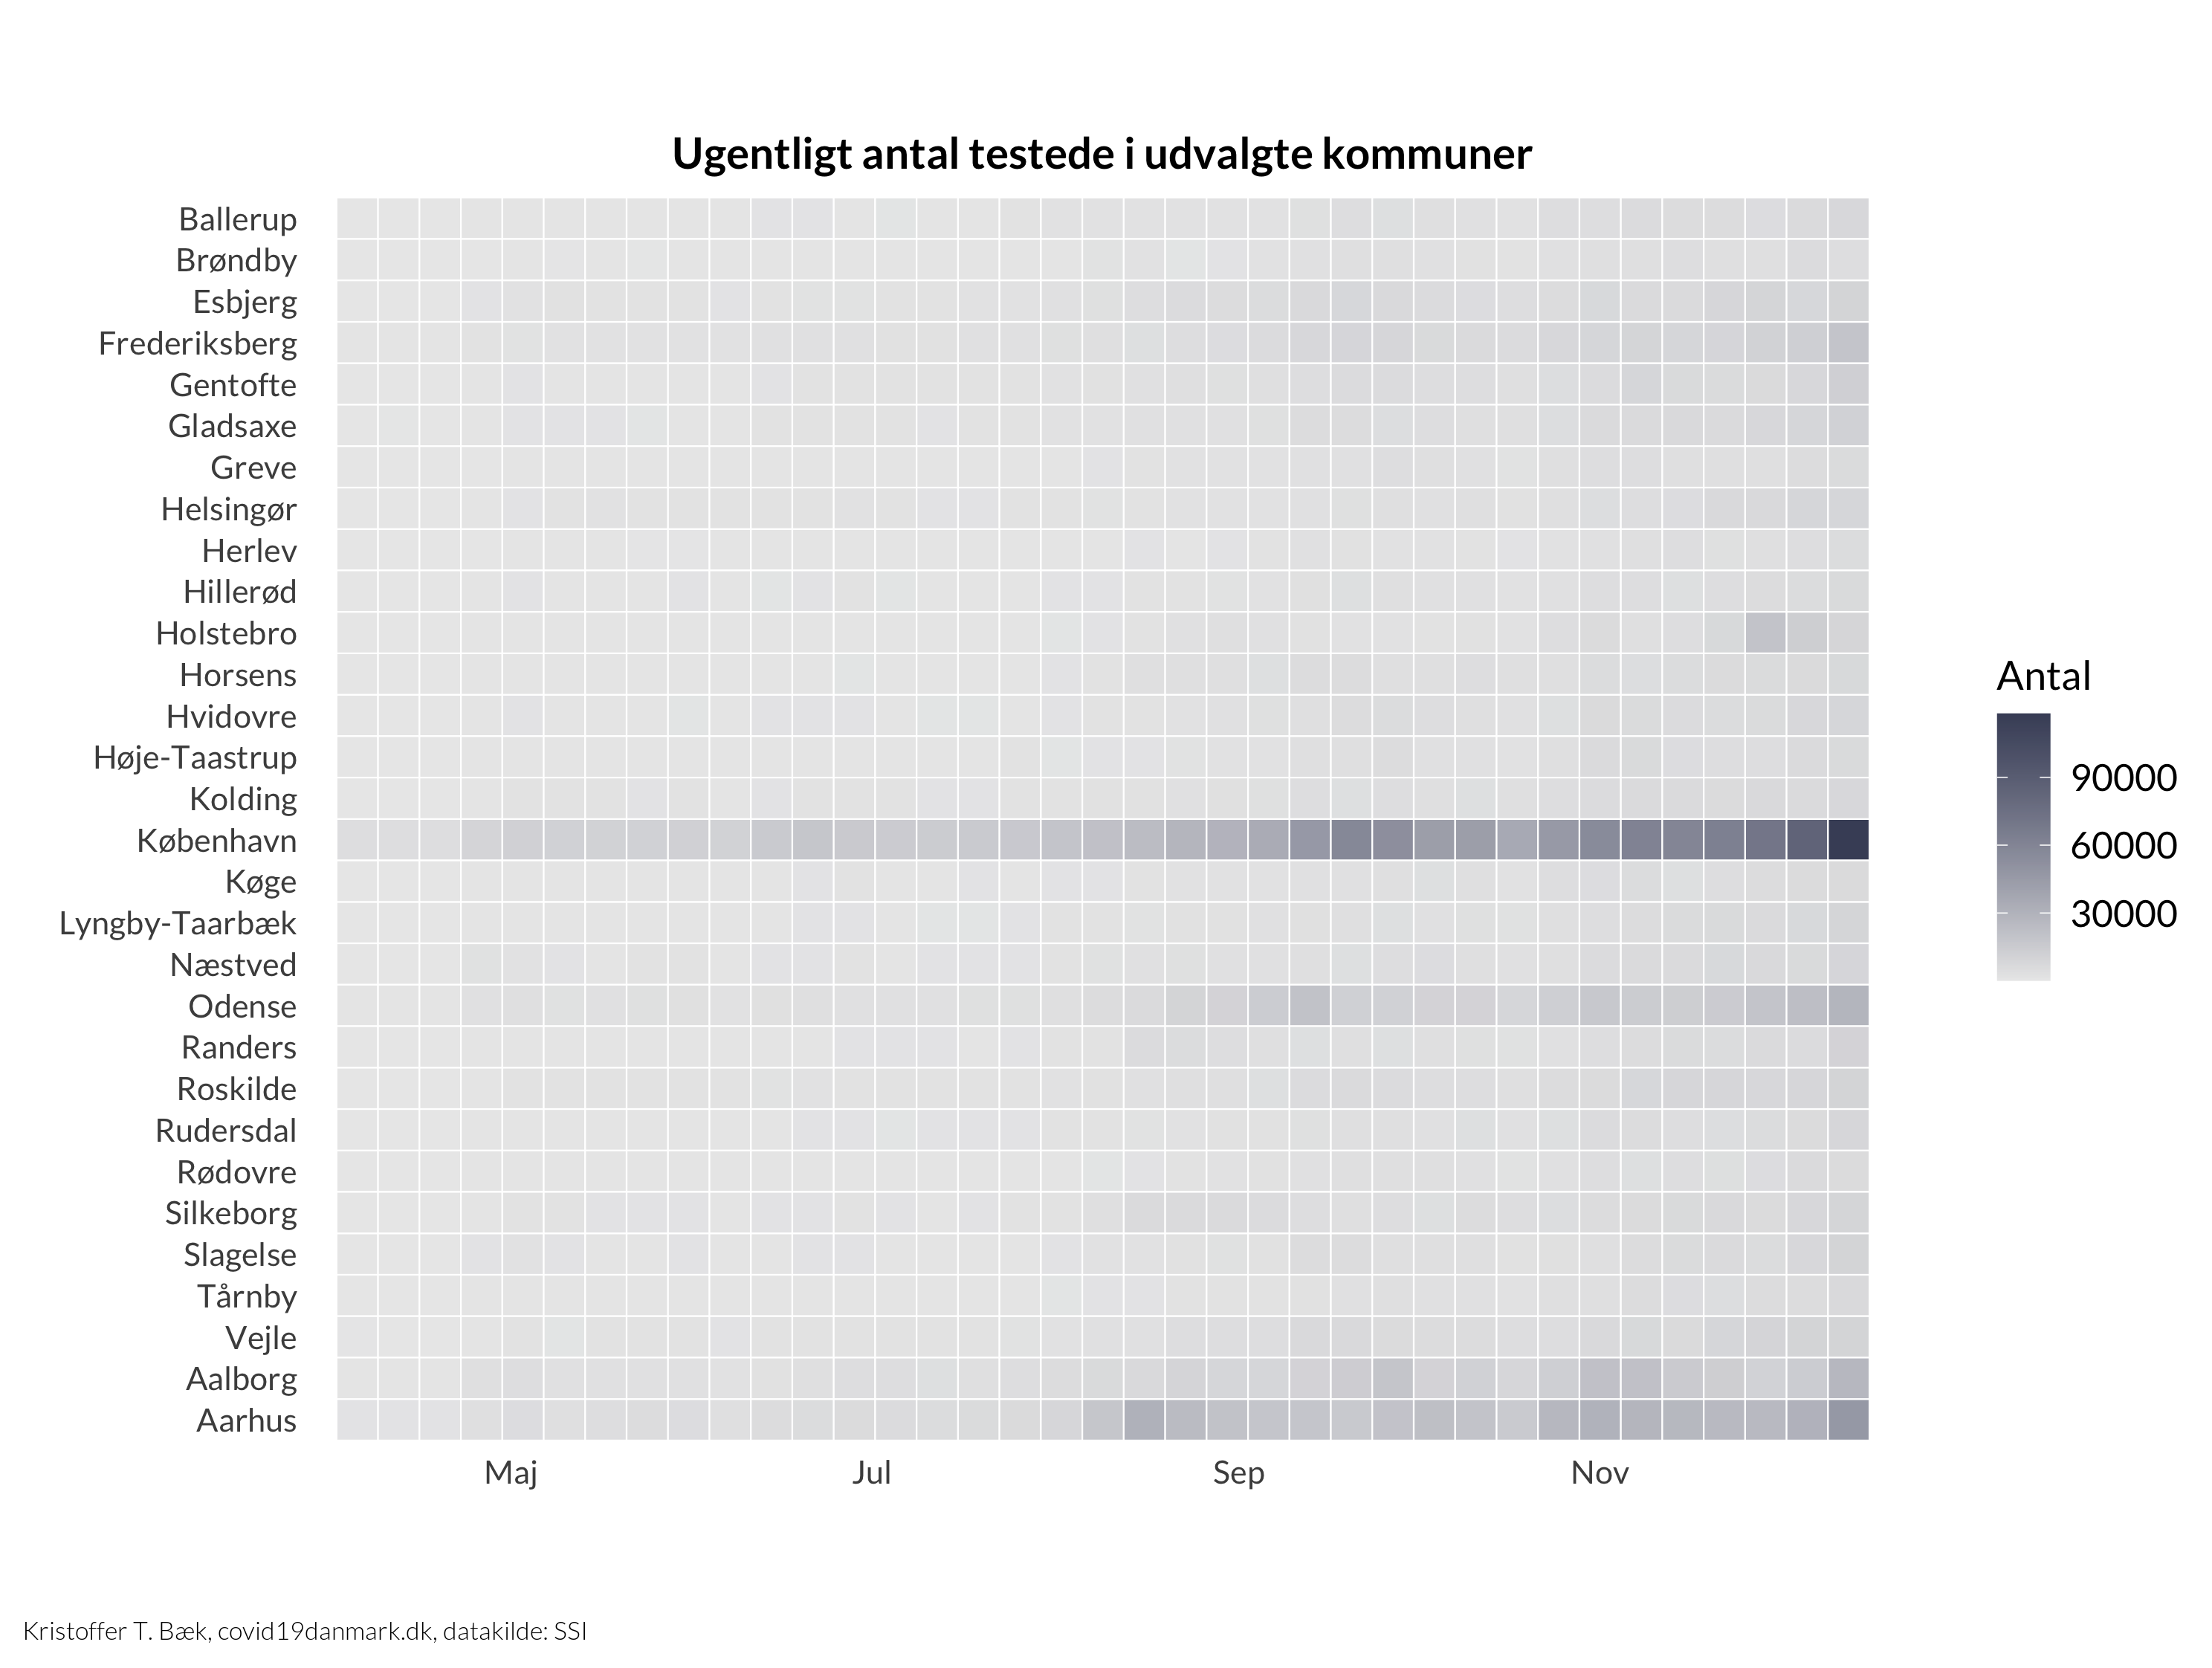 Ugentligt antal testede i udvalgte kommuner
Ballerup
Brøndby
Esbjerg
Frederiksberg
Gentofte
Gladsaxe
Greve
Helsingør
Herlev
Hillerød
Holstebro
Horsens
Hvidovre
Høje-Taastrup
Kolding
København
Køge
Lyngby-Taarbæk
Næstved
Odense
Randers
Roskilde
Rudersdal
Rødovre
Silkeborg
Slagelse
Tårnby
Vejle
Aalborg
Aarhus
Maj Jul Sep Nov
Antal
90000
60000
30000
Kristoffer T. Bæk, covid19danmark.dk, datakilde: SSI